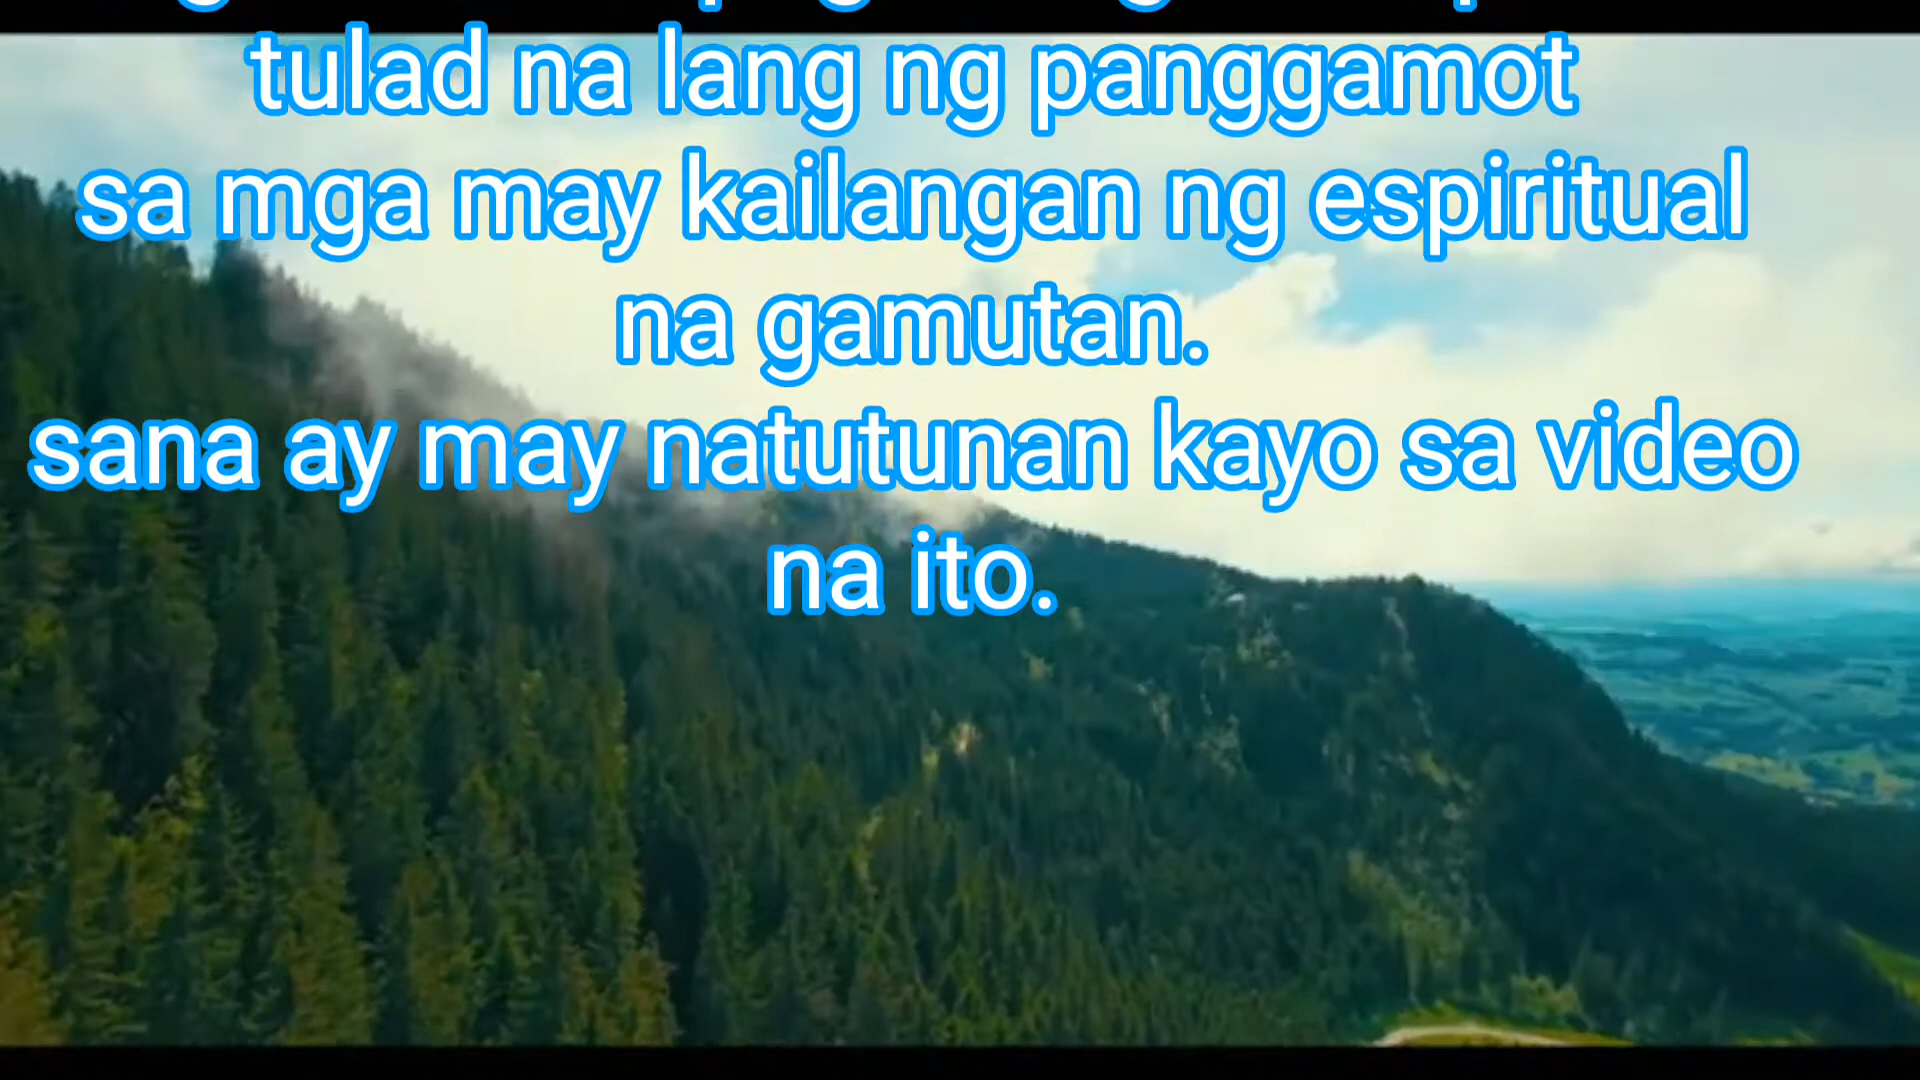 tulad na lang ng panggamot
sa mga may kailangan ng espiritual
na gamutan.
sana ay may natutunan kayo sa video
na ito.